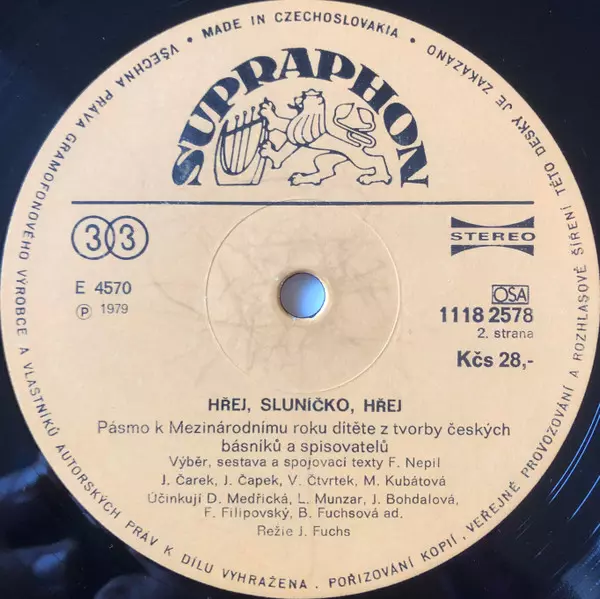 VŠECHNA PRÁVA GRAMOFONOVÉHO VÝROBCE A VLASTNÍKŮ AUTORSKÝCH PRÁV K DÍLU VYHRAŽENA. POŘIZOVÁNÍ KOPIÍ, VEŘEJNÉ PROVOZOVÁNÍ A ROZHLASOVÉ ŠÍŘENÍ TÉTO DESKY JE ZAKÁZÁNO • MADE IN CZECHOSLOVAKIA •
SUPRAPHON
33
STEREO
E 4570
℗ 1979
OSA
1118 2578
2. strana
Kčs 28,-
HŘEJ, SLUNÍČKO, HŘEJ
Pásmo k Mezinárodnímu roku dítěte z tvorby českých
básníků a spisovatelů
Výběr, sestava a spojovací texty F. Nepil
J. Čarek, J. Čapek, V. Čtvrtek, M. Kubátová
Účinkují D. Medřická, L. Munzar, J. Bohdalová,
F. Filipovský, B. Fuchsová ad.
Režie J. Fuchs